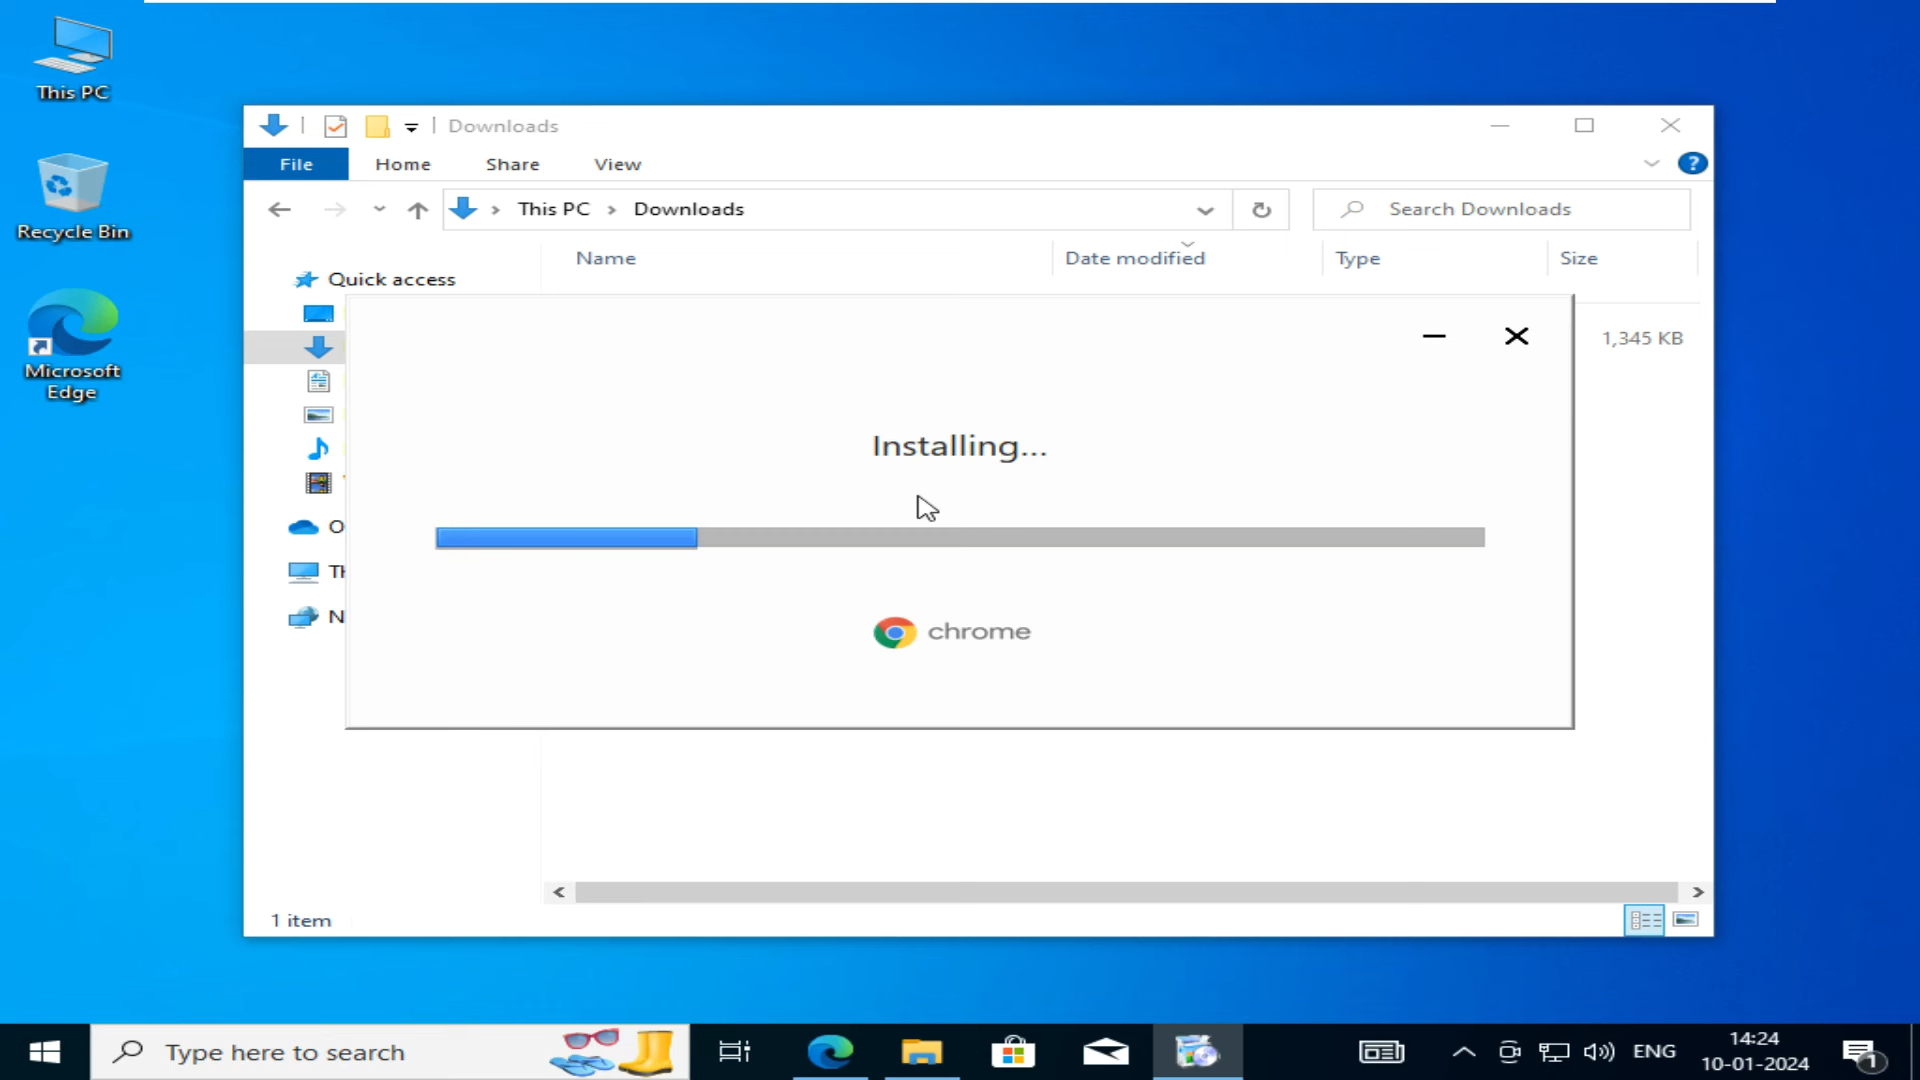 This PC
Recycle Bin
Microsoft
Edge
Downloads
File
Home
Share
View
?
This PC
Downloads
Search Downloads
Name
Date modified
Type
Size
Quick access
1,345 KB
O
Th
N
Installing...
chrome
1 item
Type here to search
ENG
14:24
10-01-2024
1